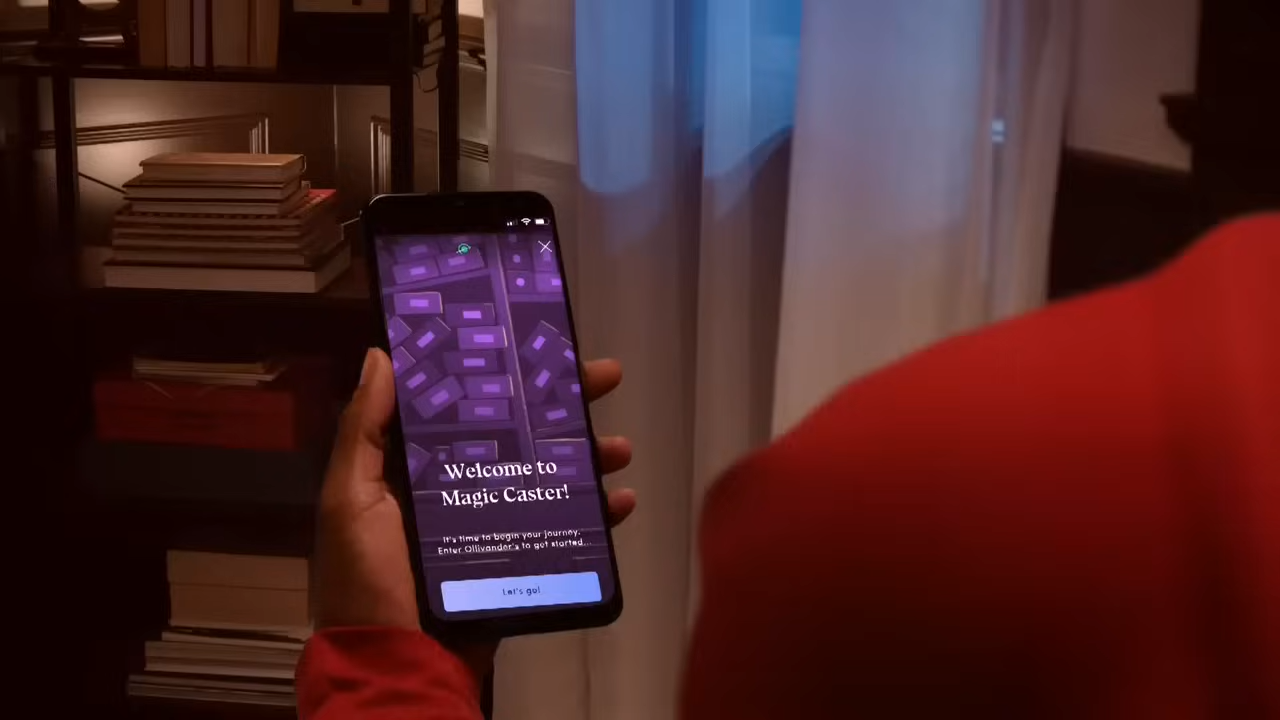 Welcome to
Magic Caster!
It's time to begin your journey.
Enter Ollivander's to get started...
Let's go!